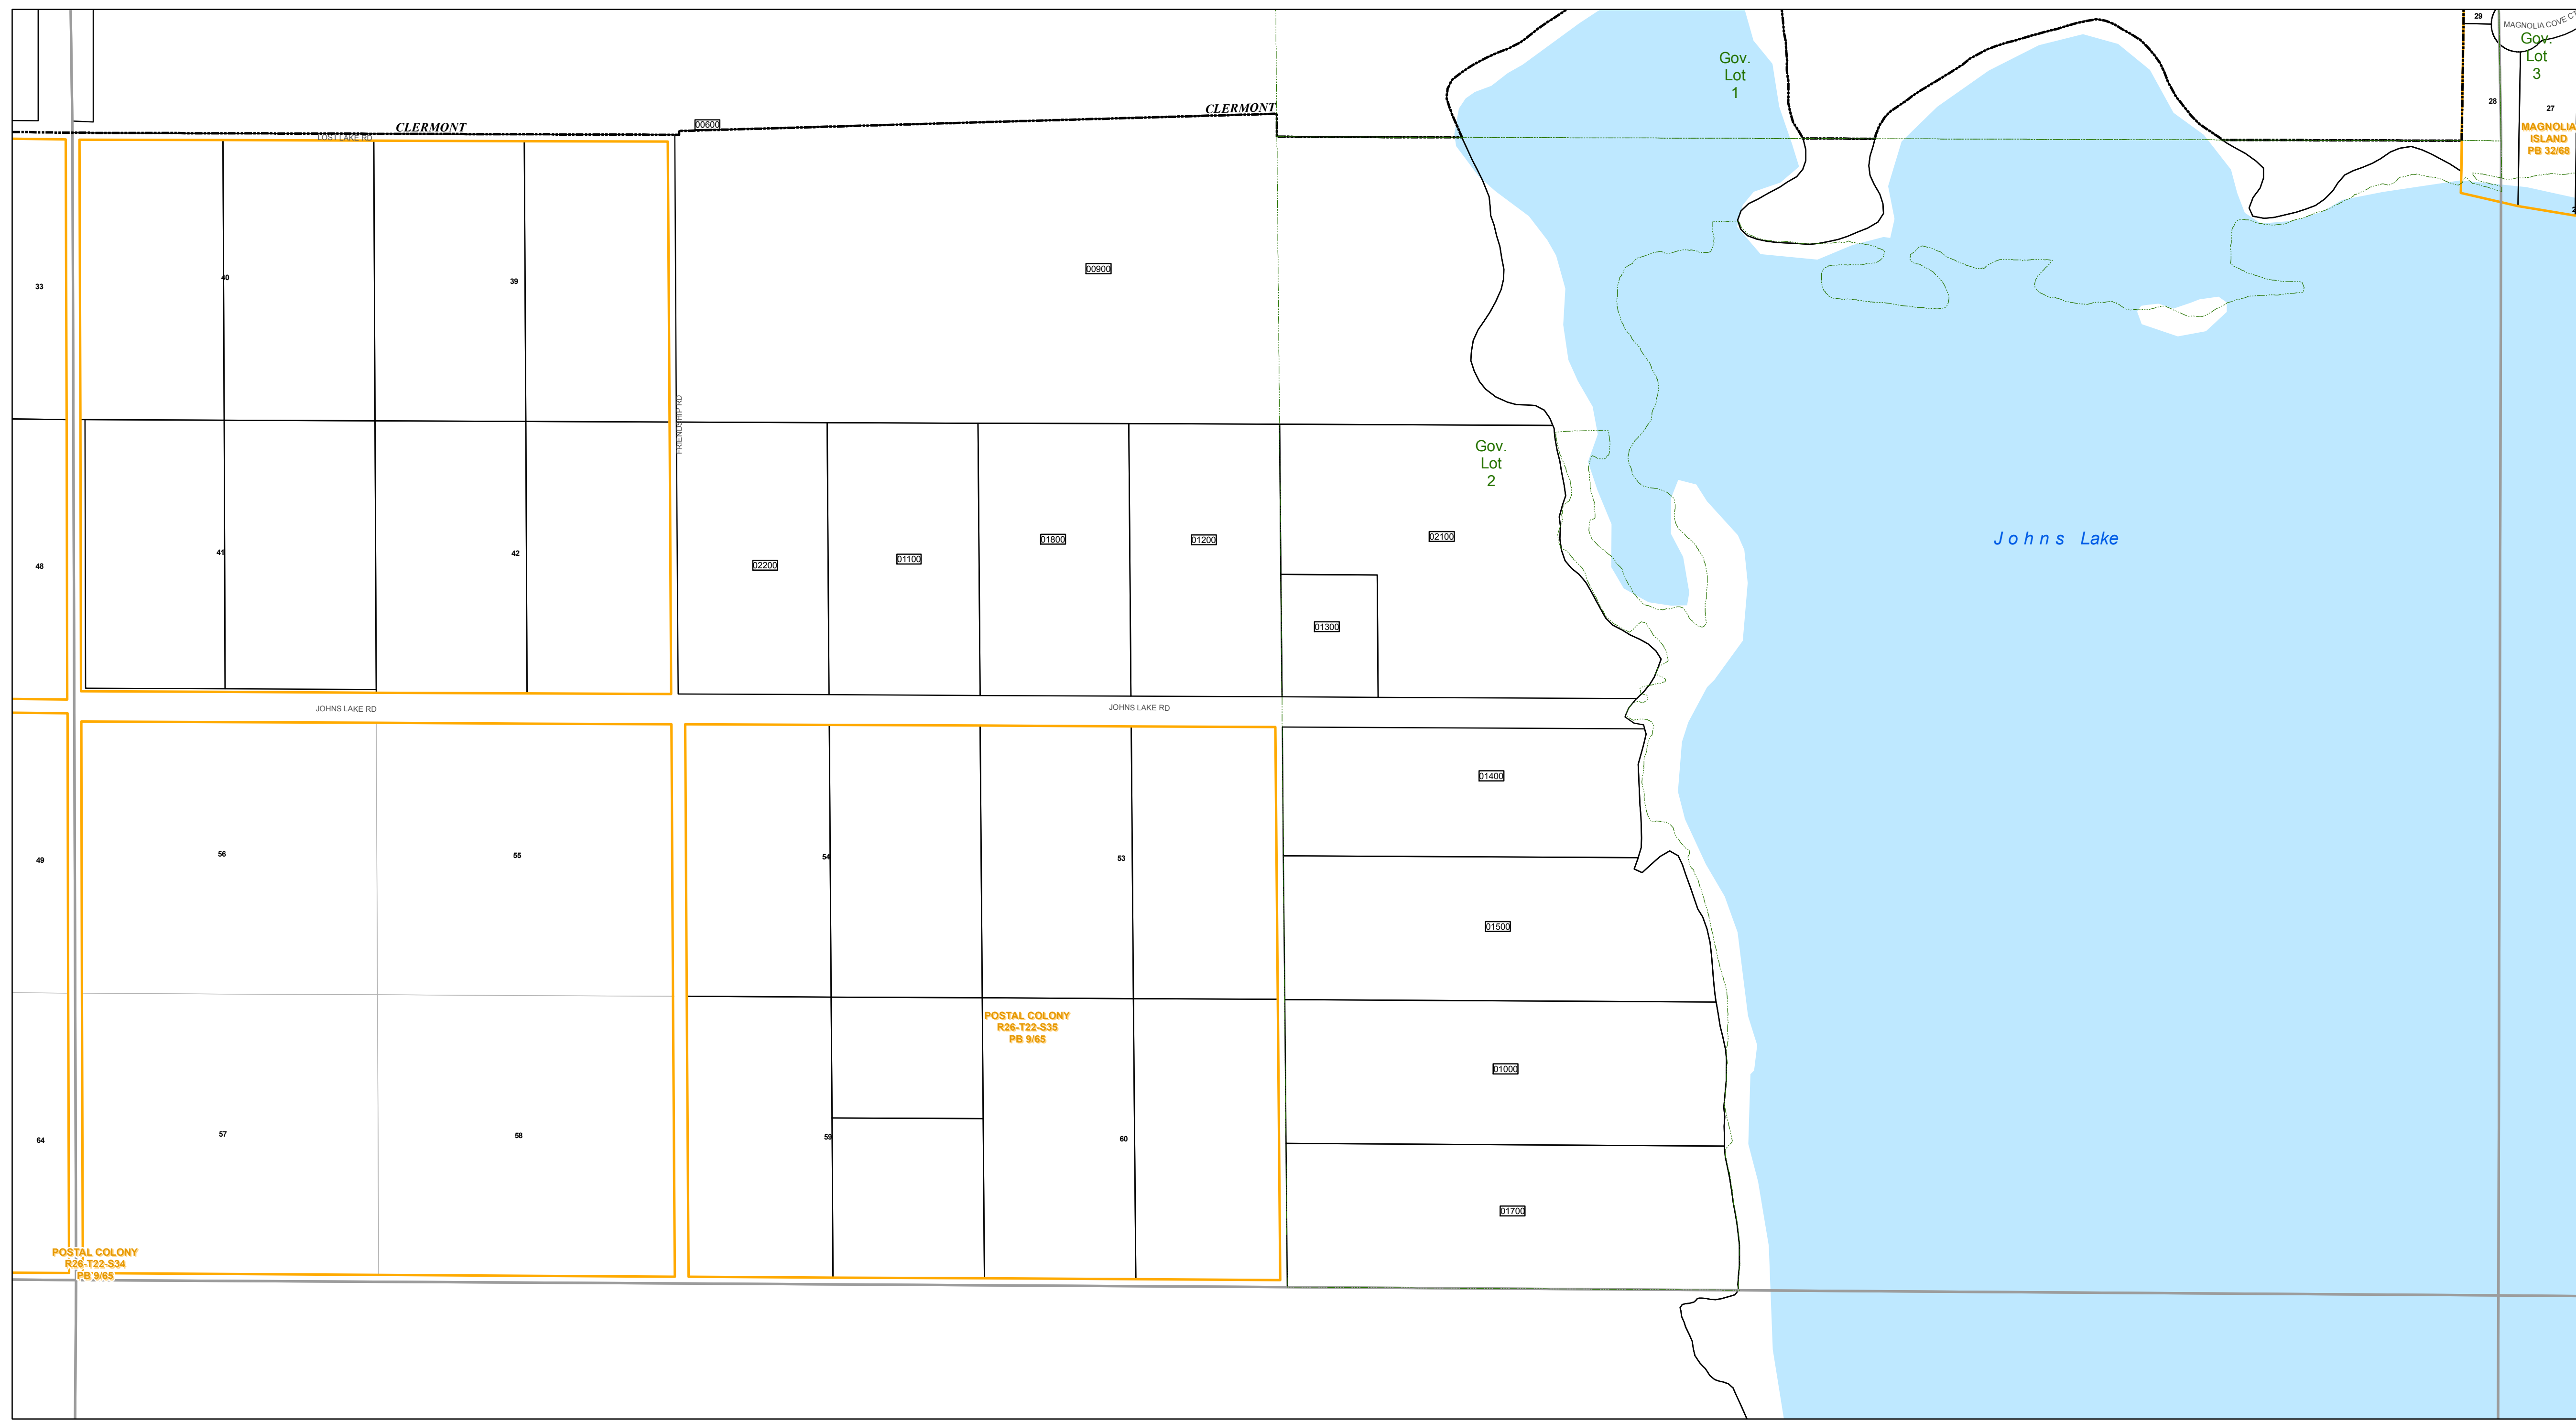 29
MAGNOLIA COVE CT
Gov.
Lot
3
Gov.
Lot
1
28
27
MAGNOLIA
ISLAND
PB 32/68
CLERMONT
CLERMONT
00600
LOST LAKE RD
33
40
39
00900
FRIENDSHIP RD
Gov.
Lot
2
48
41
42
02200
01100
01800
01200
02100
01300
Johns Lake
JOHNS LAKE RD
JOHNS LAKE RD
01400
49
56
55
54
53
01500
POSTAL COLONY
R26-T22-S35
PB 9/65
01000
64
57
58
59
60
01700
POSTAL COLONY
R26-T22-S34
PB 9/65